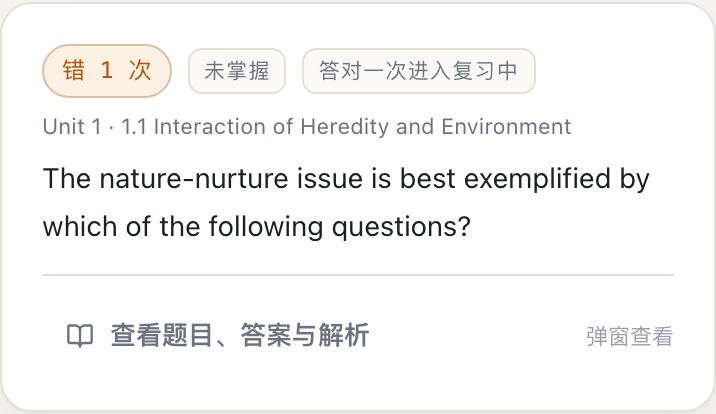 错 1 次 未掌握 答对一次进入复习中
Unit 1 · 1.1 Interaction of Heredity and Environment
The nature-nurture issue is best exemplified by
which of the following questions?
查看题目、答案与解析 弹窗查看